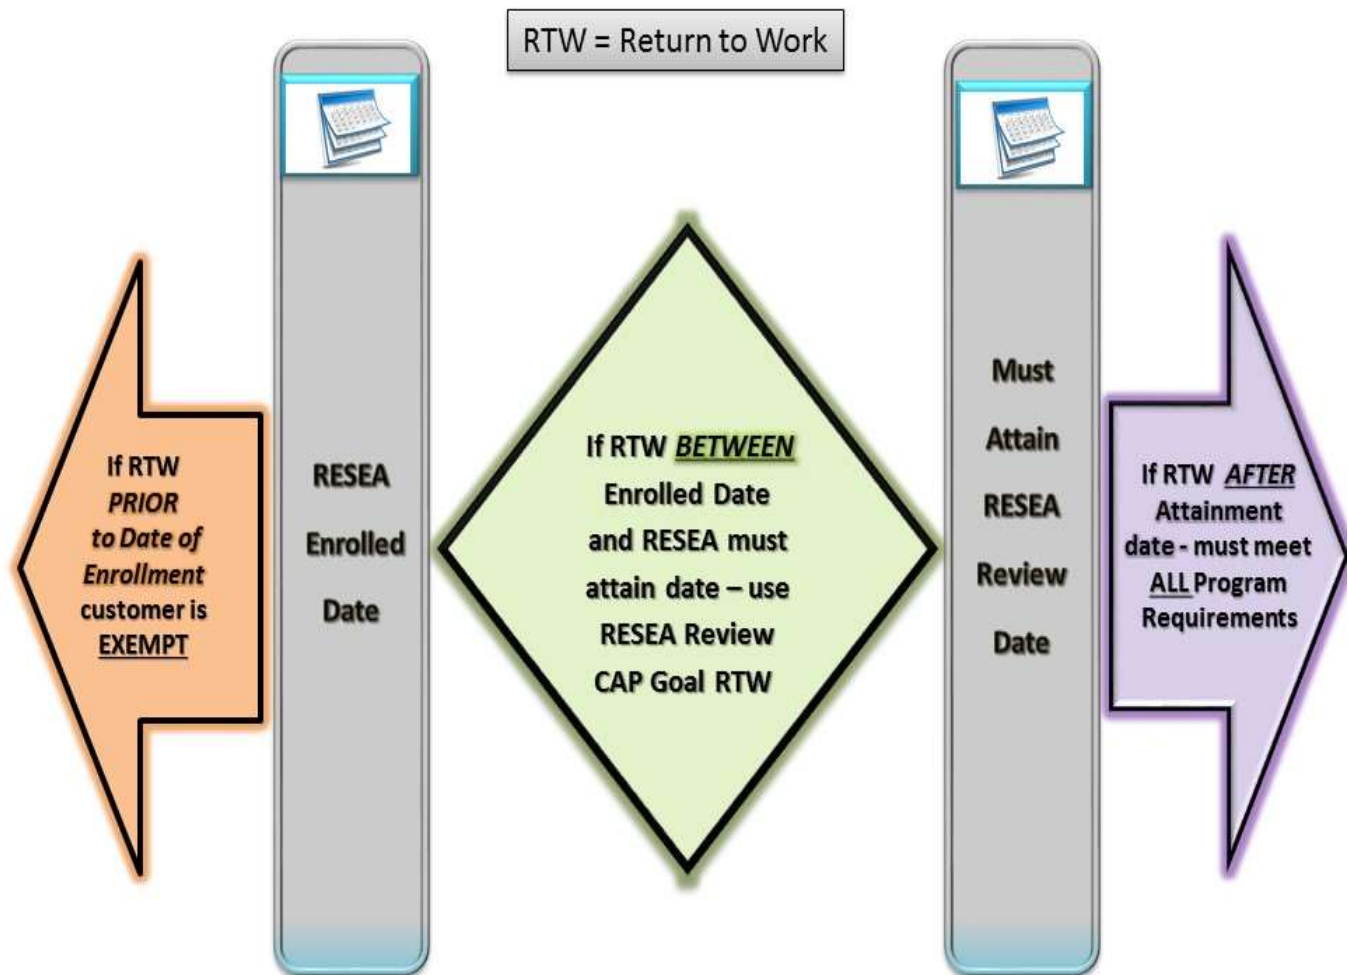 RTW = Return to Work
If RTW
PRIOR
to Date of
Enrollment
customer is
EXEMPT
RESEA
Enrolled
Date
If RTW BETWEEN
Enrolled Date
and RESEA must
attain date – use
RESEA Review
CAP Goal RTW
Must
Attain
RESEA
Review
Date
If RTW AFTER
Attainment
date - must meet
ALL Program
Requirements